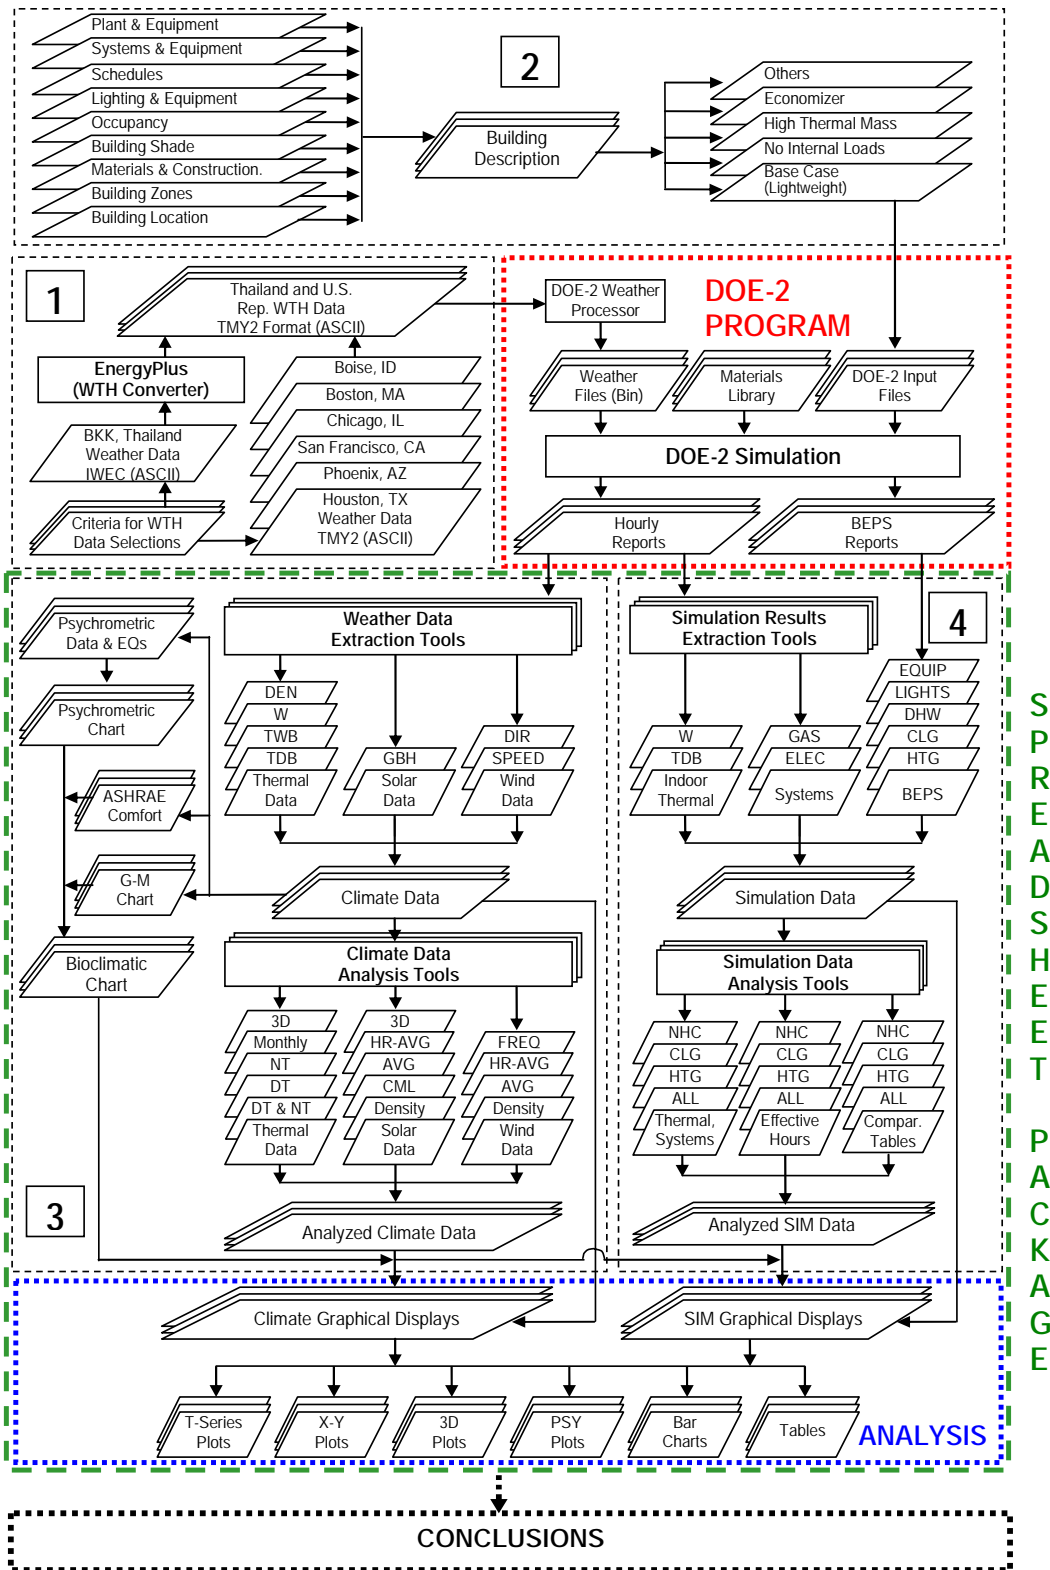 Plant & Equipment
Systems & Equipment
Schedules
Lighting & Equipment
Occupancy
Building Shade
Materials & Construction.
Building Zones
Building Location
2
Building
Description
Others
Economizer
High Thermal Mass
No Internal Loads
Base Case
(Lightweight)
1
Thailand and U.S.
Rep. WTH Data
TMY2 Format (ASCII)
EnergyPlus
(WTH Converter)
BKK, Thailand
Weather Data
IWEC (ASCII)
Criteria for WTH
Data Selections
Boise, ID
Boston, MA
Chicago, IL
San Francisco, CA
Phoenix, AZ
Houston, TX
Weather Data
TMY2 (ASCII)
DOE-2 Weather
Processor
DOE-2
PROGRAM
Weather
Files (Bin)
Materials
Library
DOE-2 Input
Files
DOE-2 Simulation
Hourly
Reports
BEPS
Reports
Psychrometric
Data & EQs
Psychrometric
Chart
ASHRAE
Comfort
G-M
Chart
Bioclimatic
Chart
Weather Data
Extraction Tools
DEN
W
TWB
TDB
Thermal
Data
GBH
Solar
Data
DIR
SPEED
Wind
Data
Climate Data
Climate Data
Analysis Tools
3D
Monthly
NT
DT
DT & NT
Thermal
Data
3D
HR-AVG
AVG
CML
Density
Solar
Data
FREQ
HR-AVG
AVG
Density
Wind
Data
3
Analyzed Climate Data
Simulation Results
Extraction Tools
4
W
TDB
Indoor
Thermal
GAS
ELEC
Systems
EQUIP
LIGHTS
DHW
CLG
HTG
BEPS
Simulation Data
Simulation Data
Analysis Tools
NHC
CLG
HTG
ALL
Thermal,
Systems
NHC
CLG
HTG
ALL
Effective
Hours
NHC
CLG
HTG
ALL
Compar.
Tables
Analyzed SIM Data
Climate Graphical Displays
SIM Graphical Displays
T-Series
Plots
X-Y
Plots
3D
Plots
PSY
Plots
Bar
Charts
Tables
ANALYSIS
SPREADSHEET PACKAGE
CONCLUSIONS